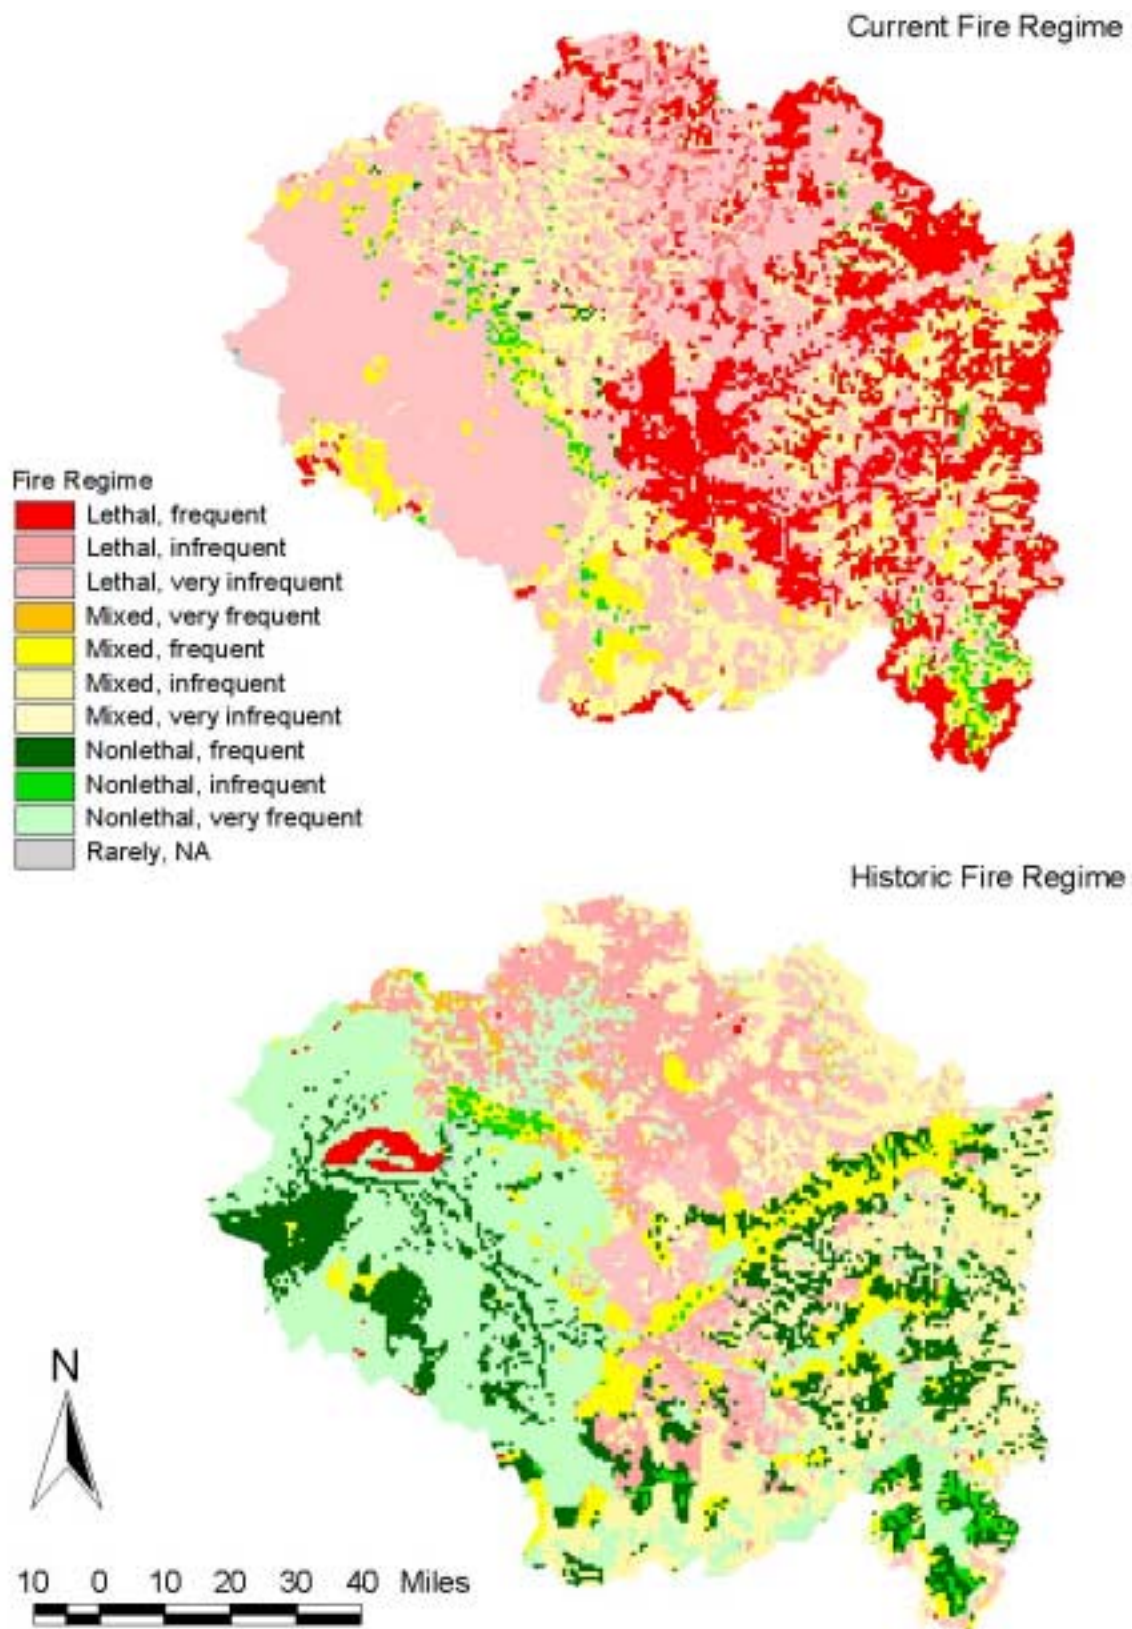 Current Fire Regime
Fire Regime
Lethal, frequent
Lethal, infrequent
Lethal, very infrequent
Mixed, very frequent
Mixed, frequent
Mixed, infrequent
Mixed, very infrequent
Nonlethal, frequent
Nonlethal, infrequent
Nonlethal, very frequent
Rarely, NA
Historic Fire Regime
N
10 0 10 20 30 40 Miles